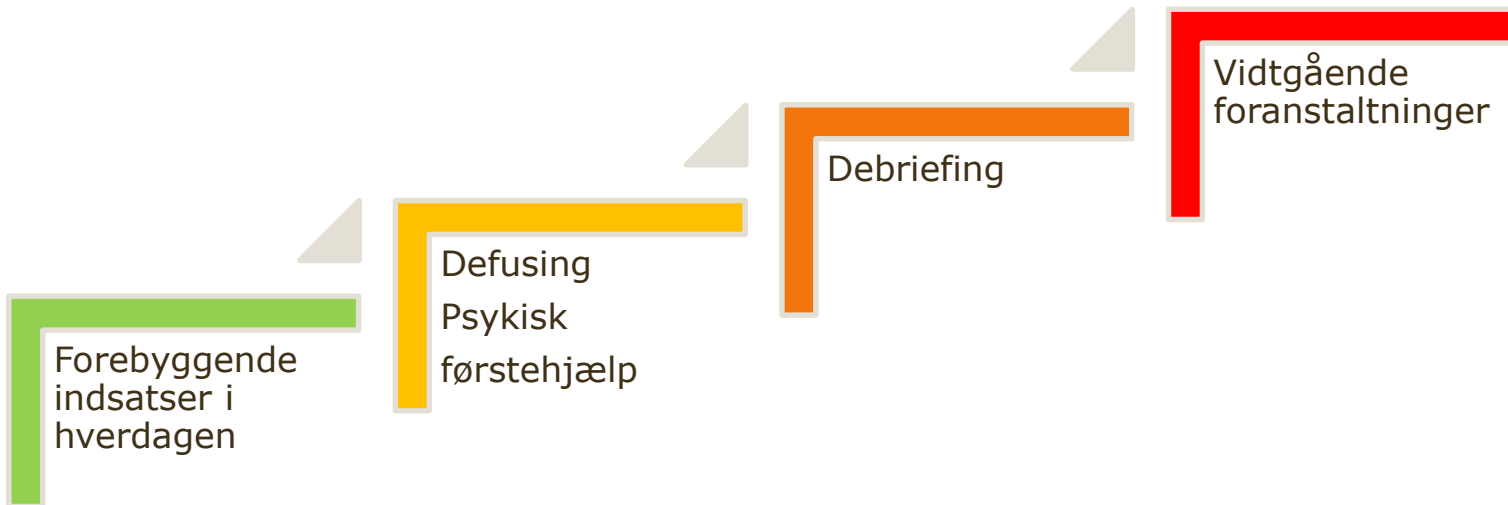 Forebyggende
indsatser i
hverdagen
Defusing
Psykisk
førstehjælp
Debriefing
Vidtgående
foranstaltninger